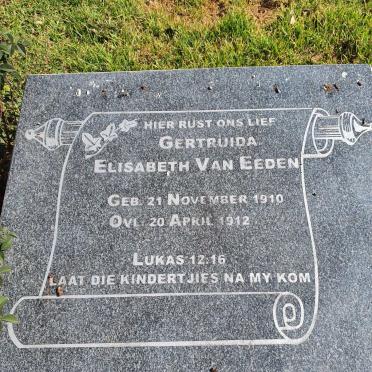 HIER RUST ONS LIEF
GERTRUIDA
ELISABETH VAN EEDEN
GEB. 21 NOVEMBER 1910
OVL. 20 APRIL 1912
LUKAS 12:16
LAAT DIE KINDERTJIES NA MY KOM